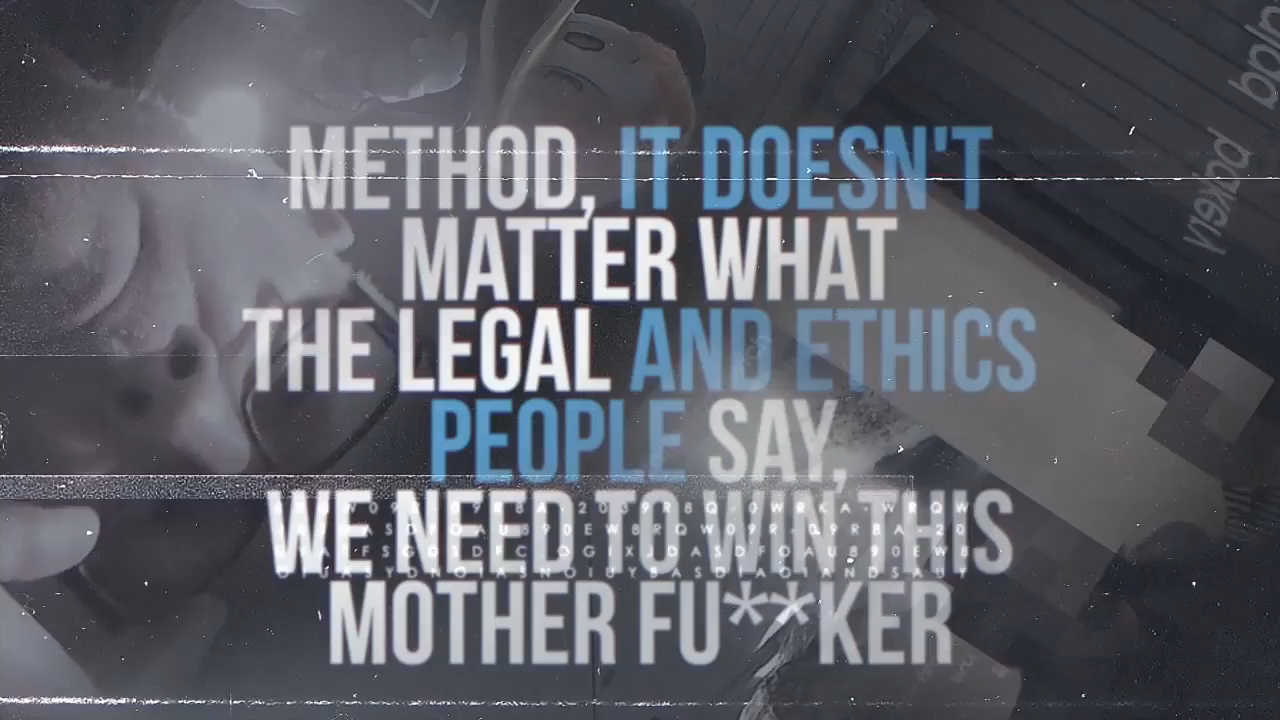 METHOD, IT DOESN'T
MATTER WHAT
THE LEGAL AND ETHICS
PEOPLE SAY,
WE NEED TO WIN THIS
MOTHER FU**KER